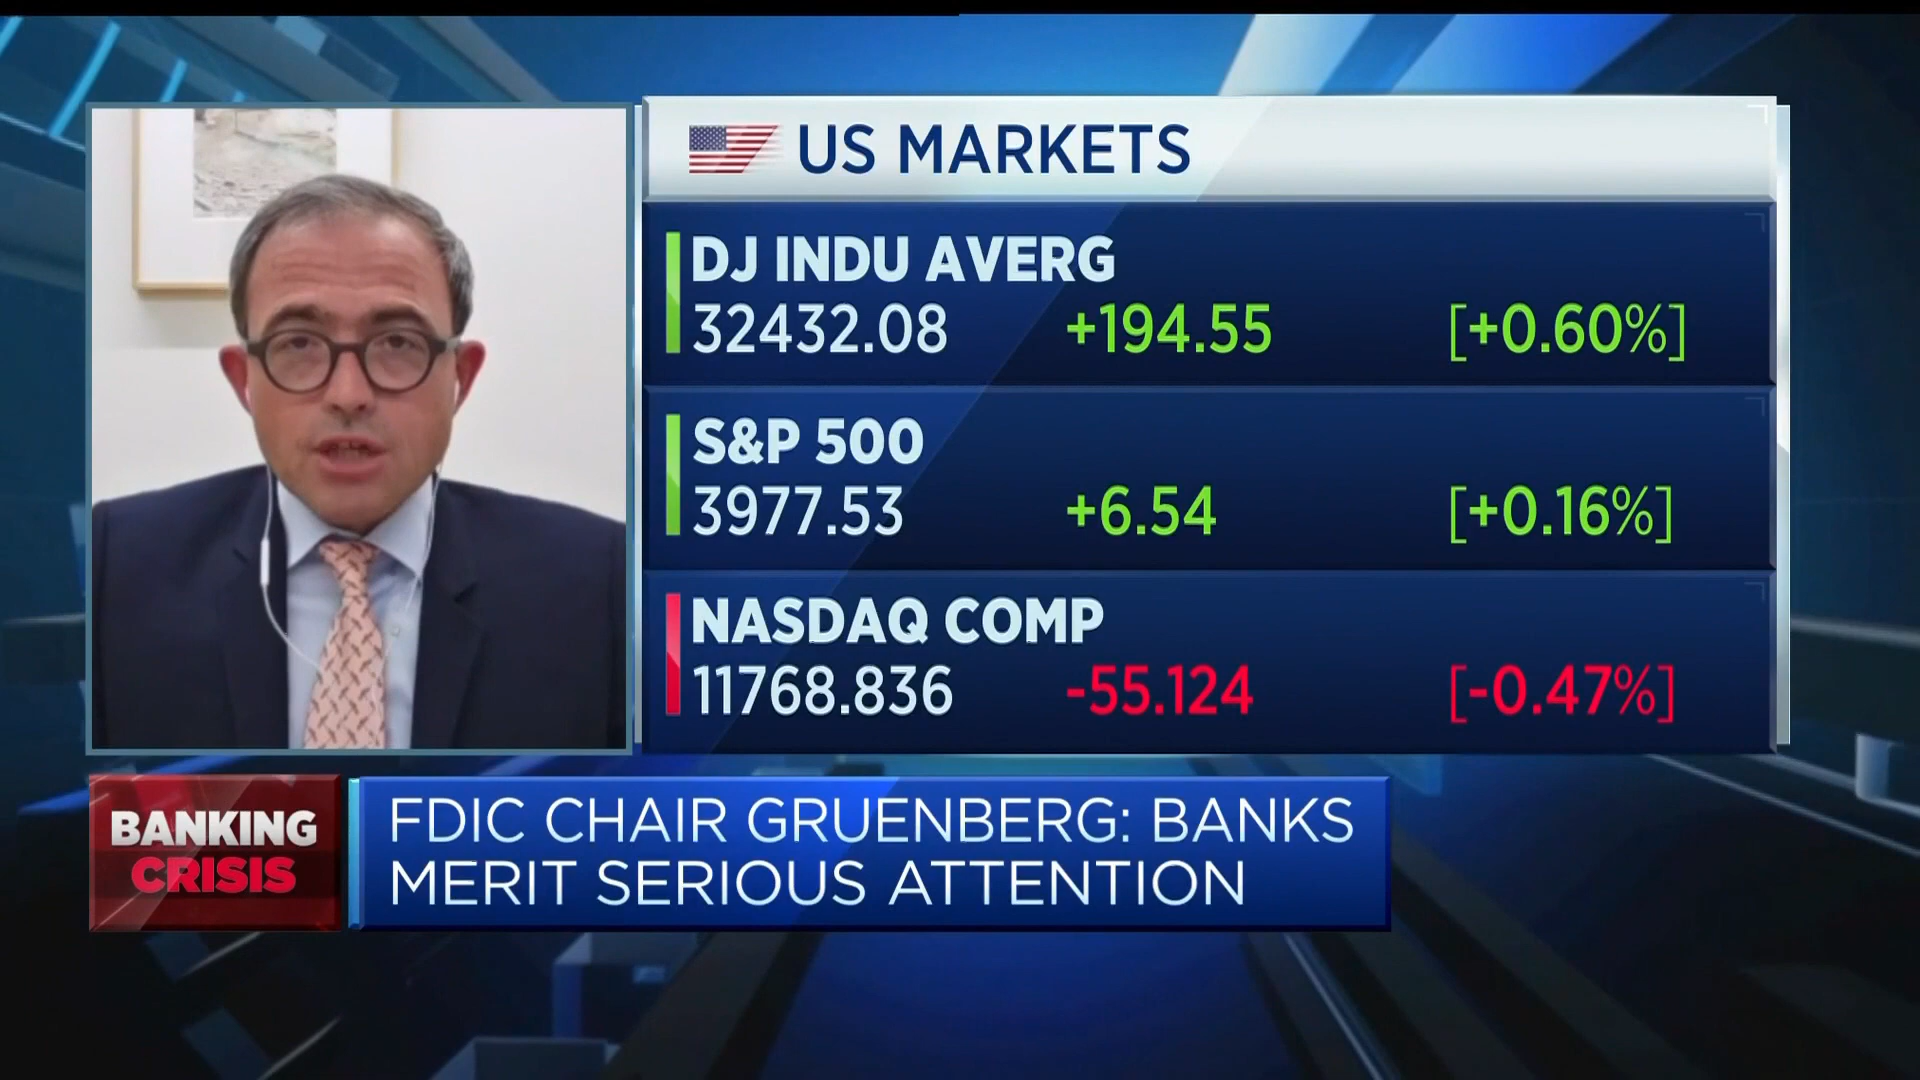 US MARKETS
DJ INDU AVERG
32432.08 +194.55 [+0.60%]
S&P 500
3977.53 +6.54 [+0.16%]
NASDAQ COMP
11768.836 -55.124 [-0.47%]
BANKING
CRISIS
FDIC CHAIR GRUENBERG: BANKS
MERIT SERIOUS ATTENTION